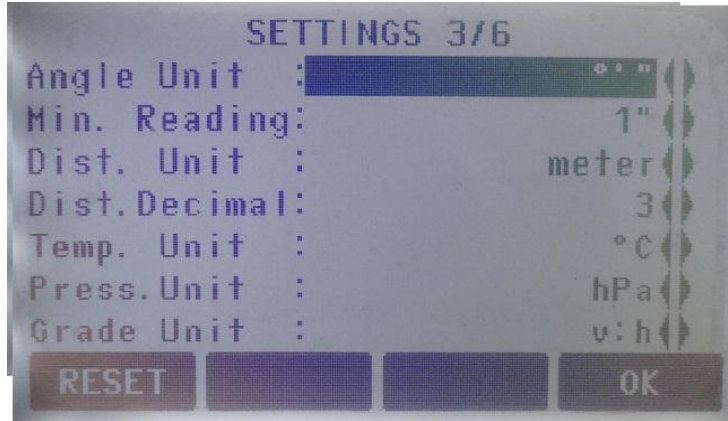 SETTINGS 3/6
Angle Unit : °'"
Min. Reading: 1"
Dist. Unit : meter
Dist.Decimal: 3
Temp. Unit : °C
Press.Unit : hPa
Grade Unit : v:h
RESET OK